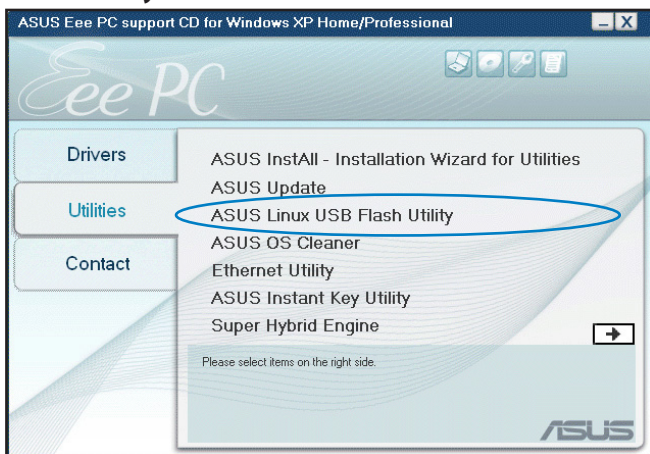 ASUS Eee PC support CD for Windows XP Home/Professional
Eee PC
Drivers
Utilities
Contact
ASUS InstAll - Installation Wizard for Utilities
ASUS Update
ASUS Linux USB Flash Utility
ASUS OS Cleaner
Ethernet Utility
ASUS Instant Key Utility
Super Hybrid Engine
Please select items on the right side.
ASUS